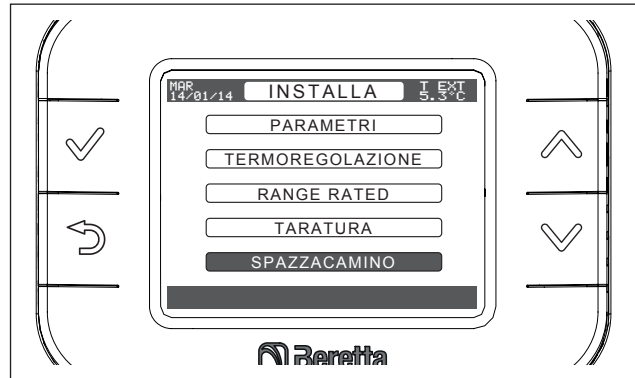 MAR
14/01/14
INSTALLA
T EXT
5.3°C
PARAMETRI
TERMOREGOLAZIONE
RANGE RATED
TARATURA
SPAZZACAMINO
Beretta